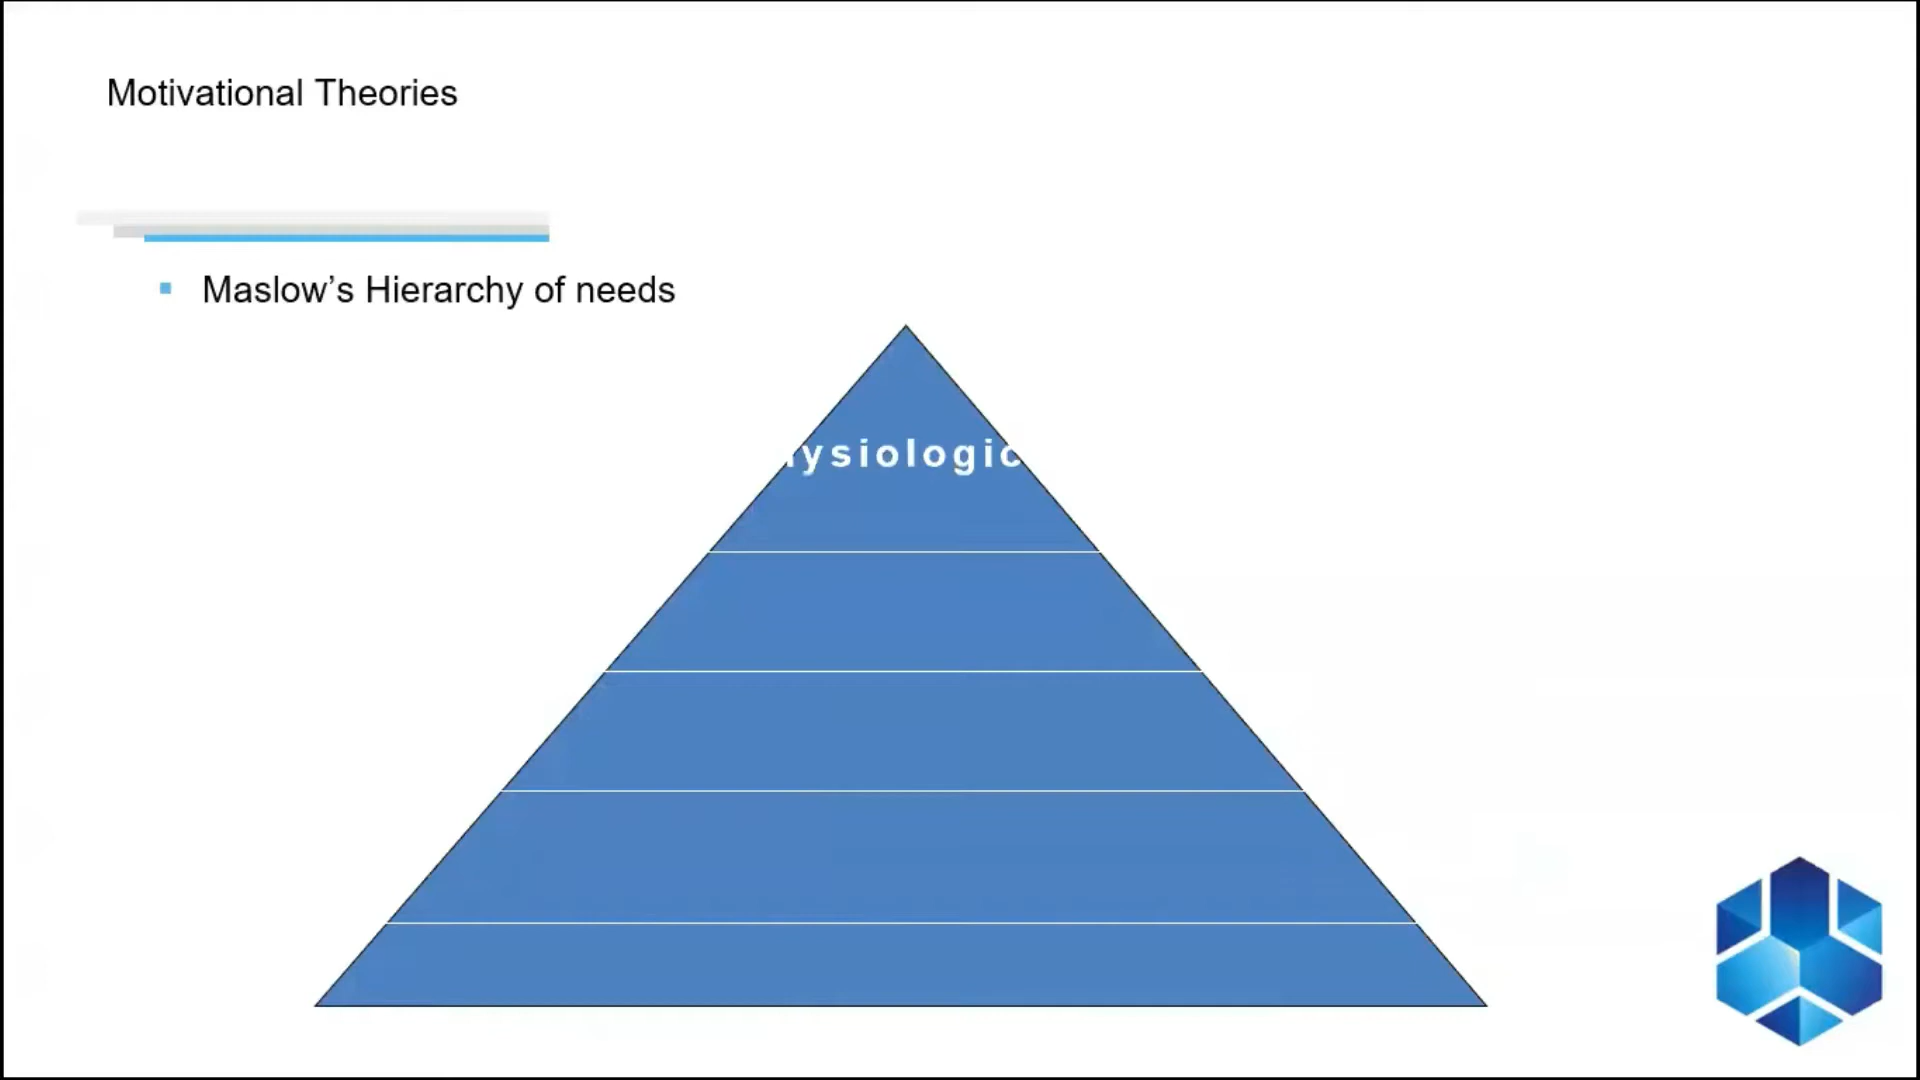 Motivational Theories
Maslow’s Hierarchy of needs
ysiologic